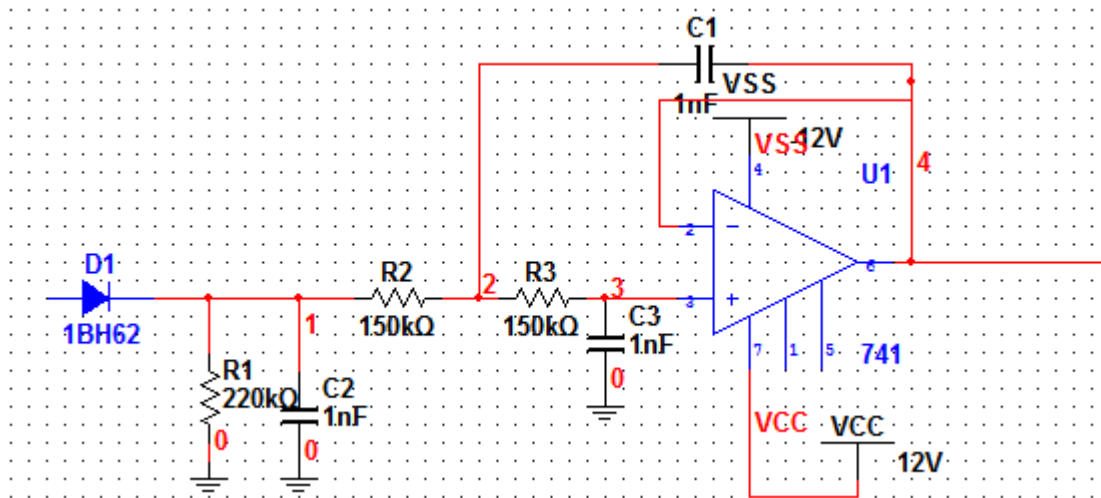 C1
1nF
VSS
-12V
VSS
4
4
U1
2
6
D1
1BH62
R2
150kΩ
2
R3
150kΩ
3
3
C3
1nF
0
1
7
1
5
741
R1
220kΩ
0
C2
1nF
0
VCC
VCC
12V